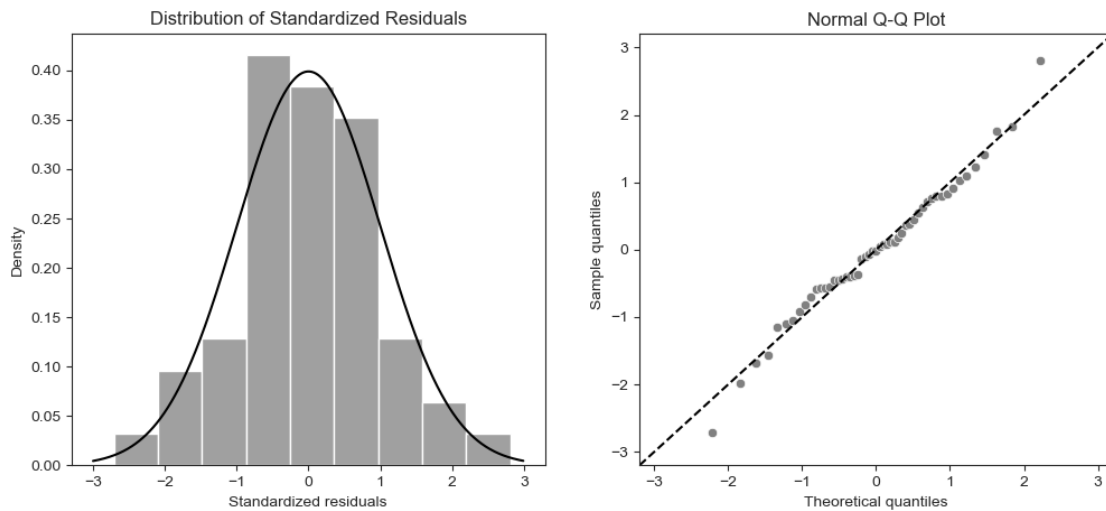 Distribution of Standardized Residuals
Density
0.40
0.35
0.30
0.25
0.20
0.15
0.10
0.05
0.00
−3 −2 −1 0 1 2 3
Standardized residuals
Normal Q-Q Plot
Sample quantiles
3
2
1
0
−1
−2
−3
−3 −2 −1 0 1 2 3
Theoretical quantiles